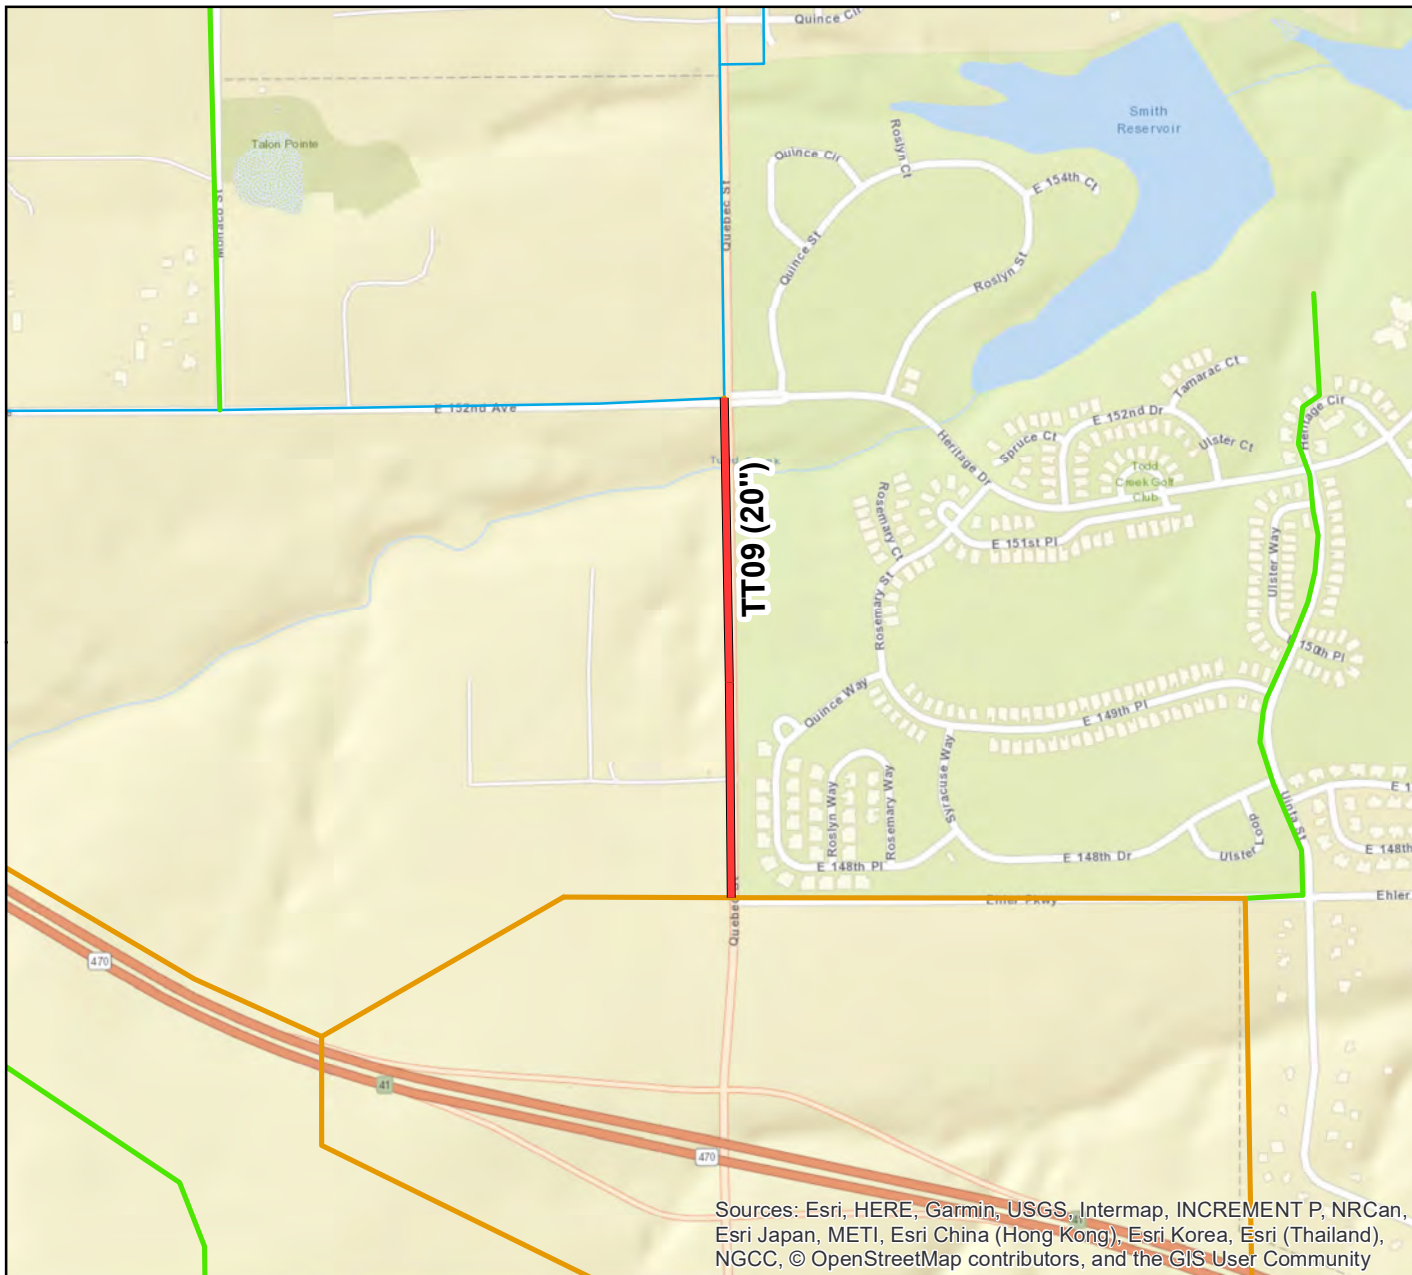 Quince Cir
Smith
Reservoir
Talon Pointe
Roslyn Ct
Quince Cir
E 154th Ct
Monaco St
Quebec St
Quince St
Roslyn St
Tamarac Ct
E 152nd Ave
E 152nd Dr
Heritage Cir
Spruce Ct
Ulster Ct
Heritage Dr
Todd
Creek Golf
Club
TT09 (20")
Rosemary Ct
E 151st Pl
Ulster Way
Rosemary St
150th Pl
Quince Way
E 149th Pl
Syracuse Way
Roslyn Way
Rosemary Way
Uinta St
Ulster Loop
E 148th Pl
E 148th Dr
E 148th
Ehler Pkwy
Ehler
Quebec St
470
41
470
41
Sources: Esri, HERE, Garmin, USGS, Intermap, INCREMENT P, NRCan,
Esri Japan, METI, Esri China (Hong Kong), Esri Korea, Esri (Thailand),
NGCC, © OpenStreetMap contributors, and the GIS User Community